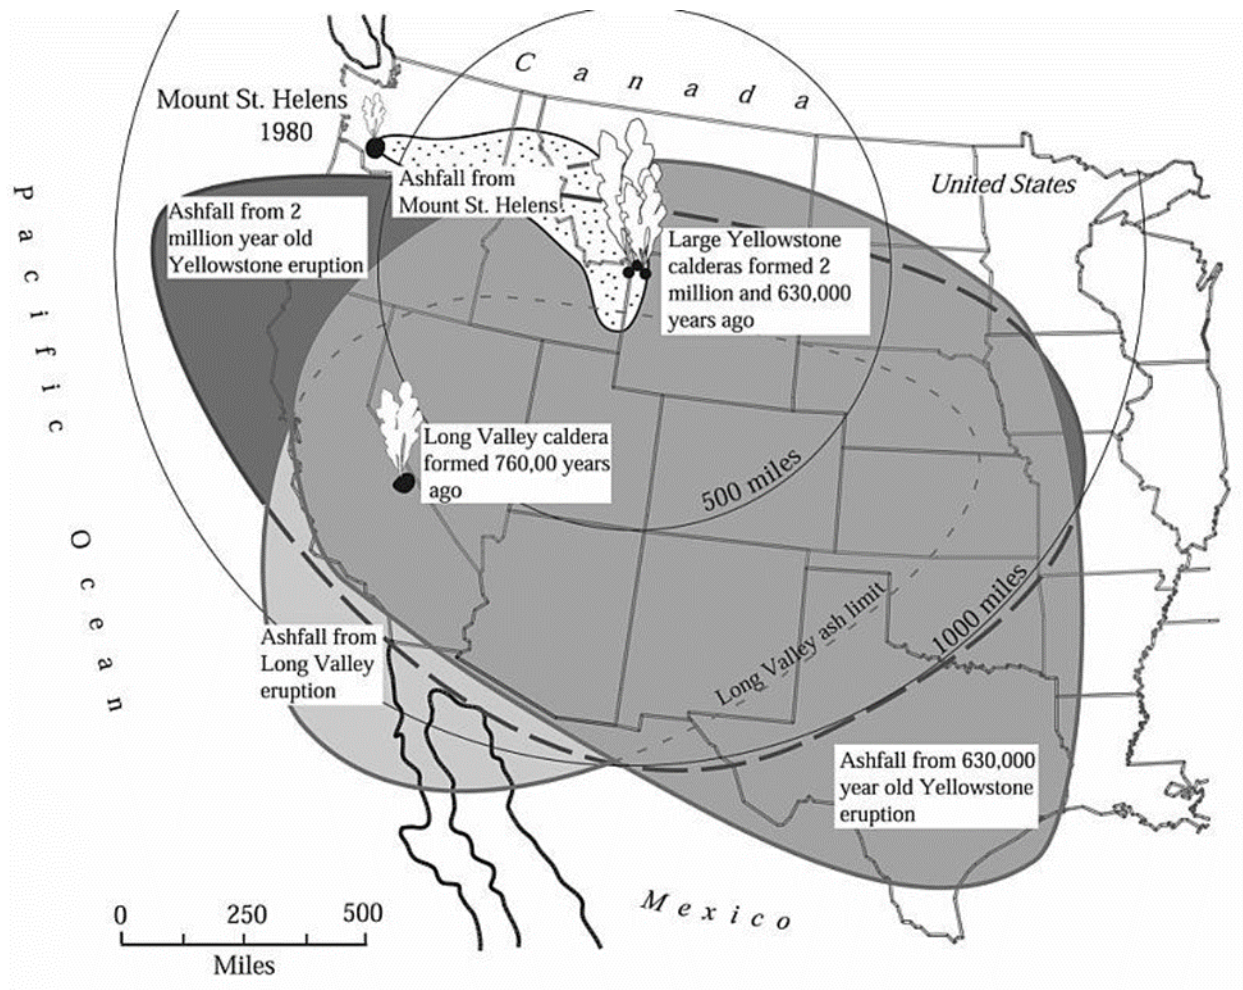 Canada
Mount St. Helens
1980
Ashfall from
Mount St. Helens
United States
Pacific Ocean
Ashfall from 2
million year old
Yellowstone eruption
Large Yellowstone
calderas formed 2
million and 630,000
years ago
Long Valley caldera
formed 760,00 years
ago
500 miles
1000 miles
Long Valley ash limit
Ashfall from
Long Valley
eruption
Ashfall from 630,000
year old Yellowstone
eruption
Mexico
0 250 500
Miles